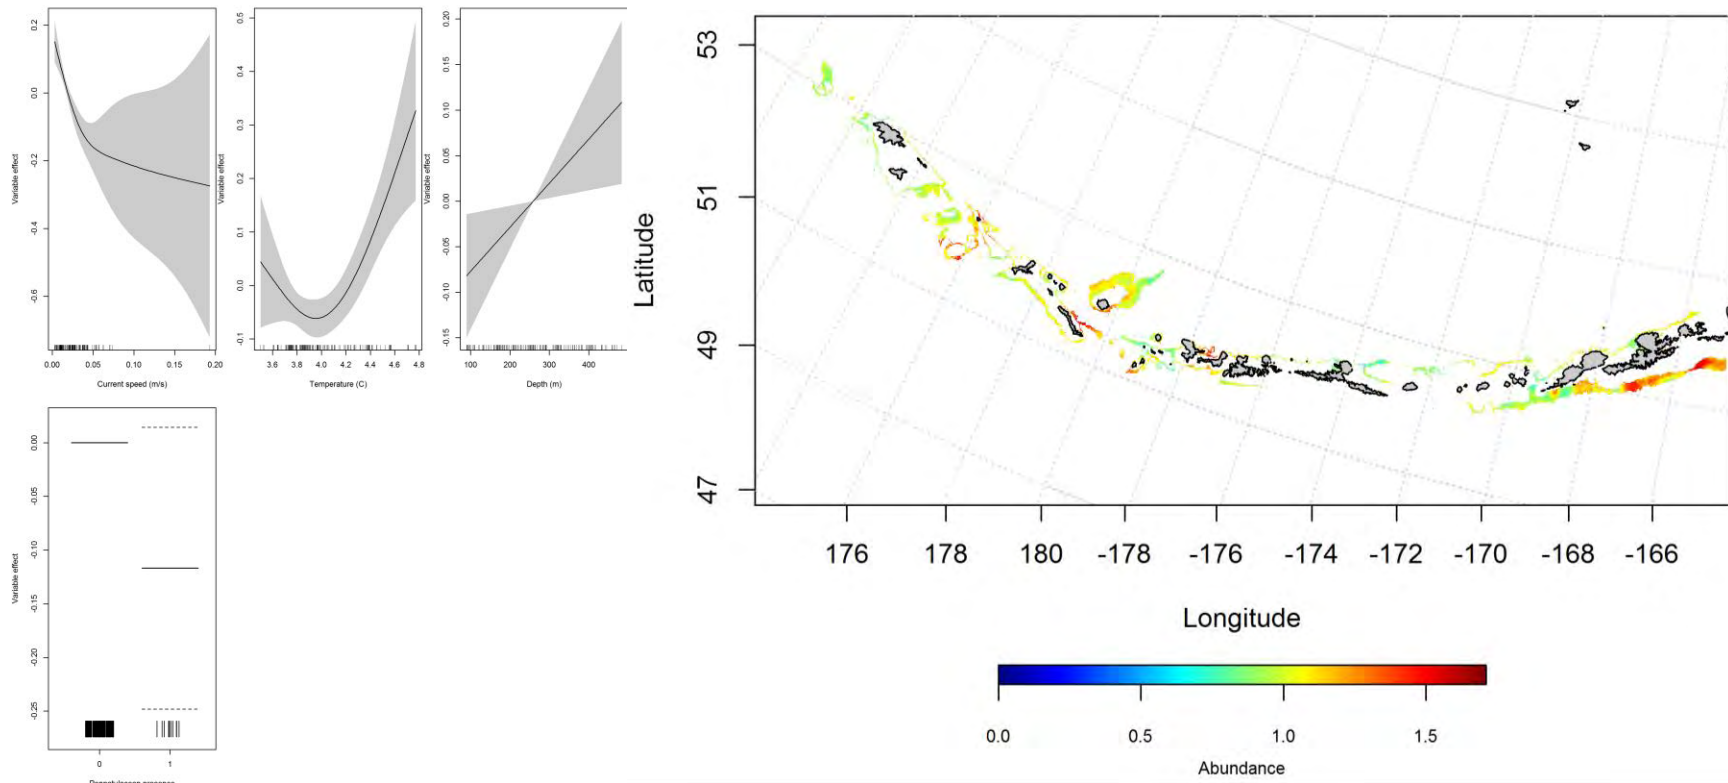 0.2
0.0
-0.2
-0.4
-0.6
Variable effect
0.00 0.05 0.10 0.15 0.20
Current speed (m/s)
0.5
0.4
0.3
0.2
0.1
0.0
0.1
Variable effect
3.6 3.8 4.0 4.2 4.4 4.6 4.8
Temperature (C)
0.20
0.15
0.10
0.05
0.00
-0.05
-0.10
-0.15
Variable effect
100 200 300 400
Depth (m)
0.00
-0.05
-0.10
-0.15
-0.20
-0.25
Variable effect
0 1
53
51
49
47
Latitude
176 178 180 -178 -176 -174 -172 -170 -168 -166
Longitude
0.0 0.5 1.0 1.5
Abundance